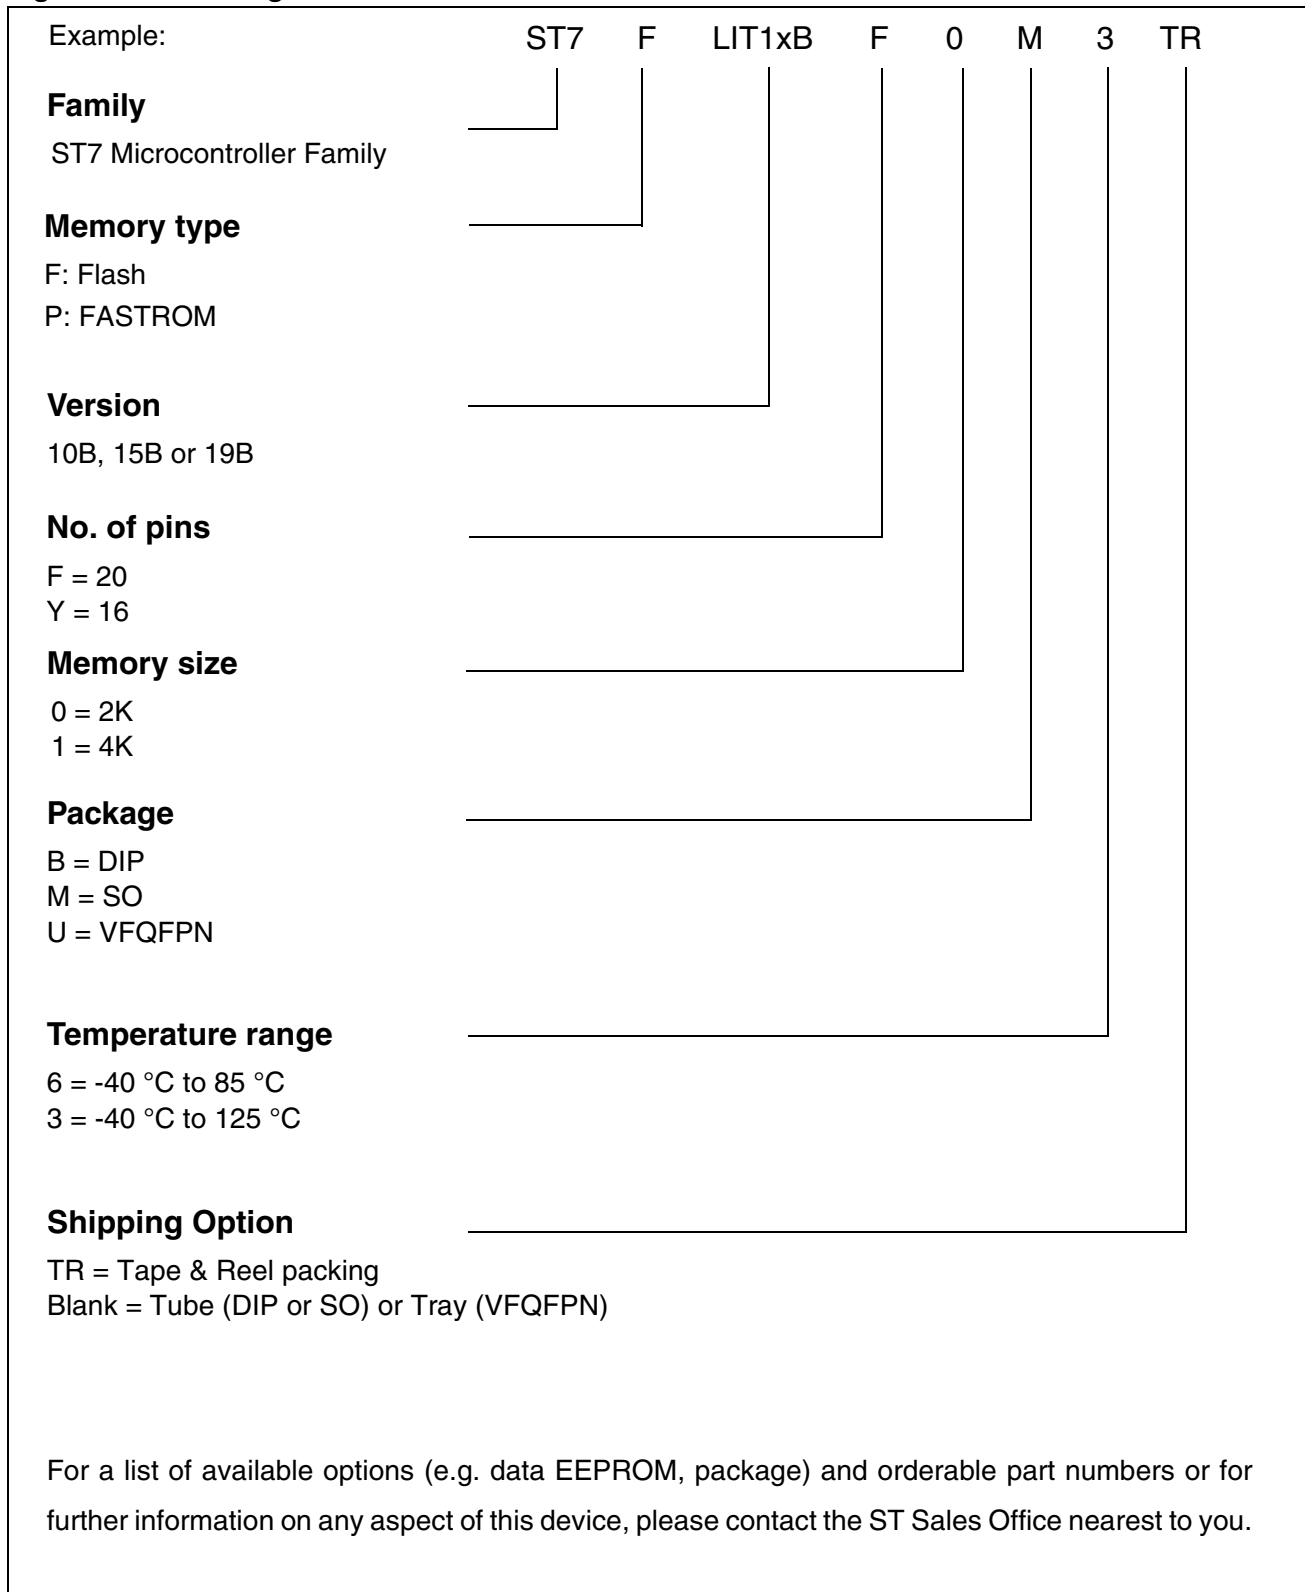 Example: ST7 F LIT1xB F 0 M 3 TR
Family
ST7 Microcontroller Family
Memory type
F: Flash
P: FASTROM
Version
10B, 15B or 19B
No. of pins
F = 20
Y = 16
Memory size
0 = 2K
1 = 4K
Package
B = DIP
M = SO
U = VFQFPN
Temperature range
6 = -40 °C to 85 °C
3 = -40 °C to 125 °C
Shipping Option
TR = Tape & Reel packing
Blank = Tube (DIP or SO) or Tray (VFQFPN)
For a list of available options (e.g. data EEPROM, package) and orderable part numbers or for
further information on any aspect of this device, please contact the ST Sales Office nearest to you.